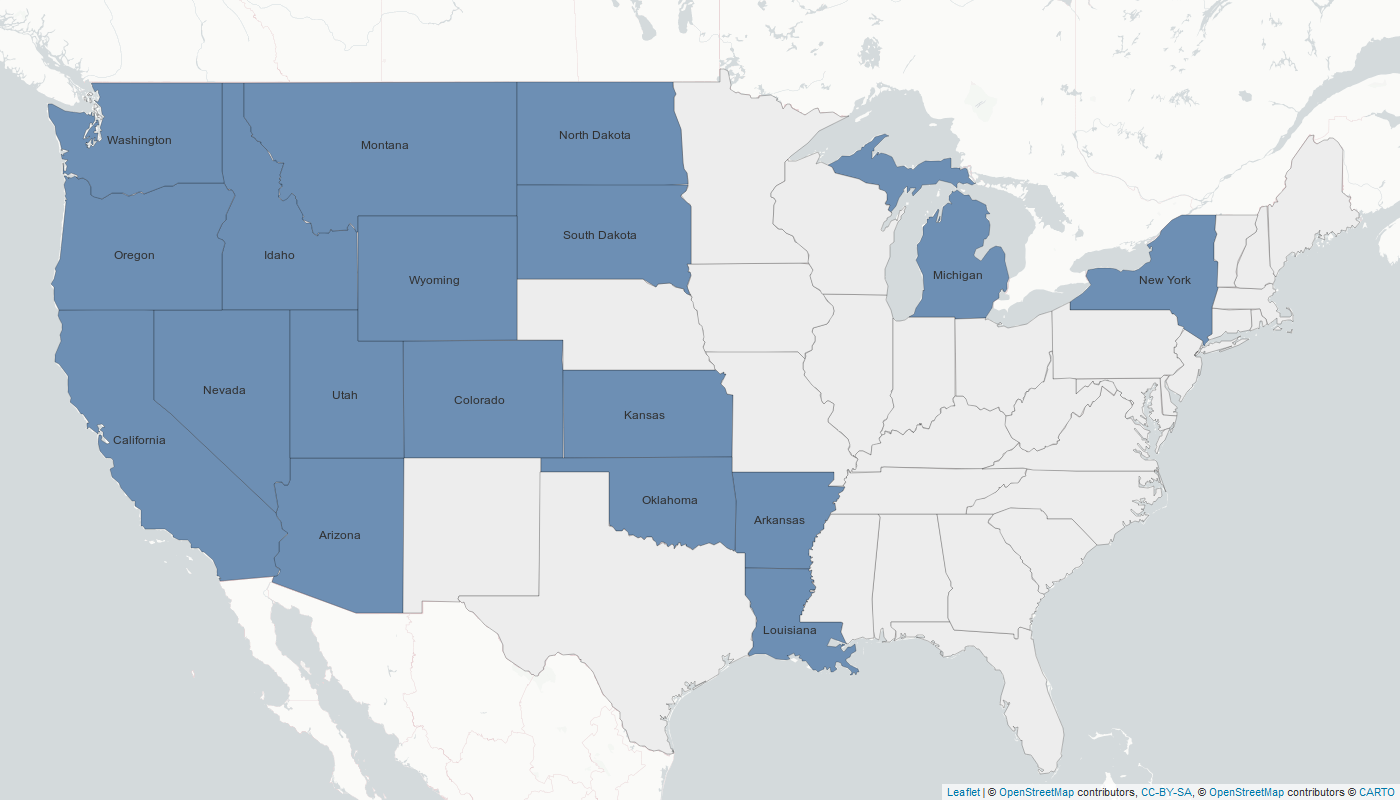 North Dakota
Washington
Montana
South Dakota
Oregon
Idaho
Michigan
Wyoming
New York
Nevada
Utah
Colorado
Kansas
California
Oklahoma
Arkansas
Arizona
Louisiana
Leaflet | © OpenStreetMap contributors, CC-BY-SA, © OpenStreetMap contributors © CARTO